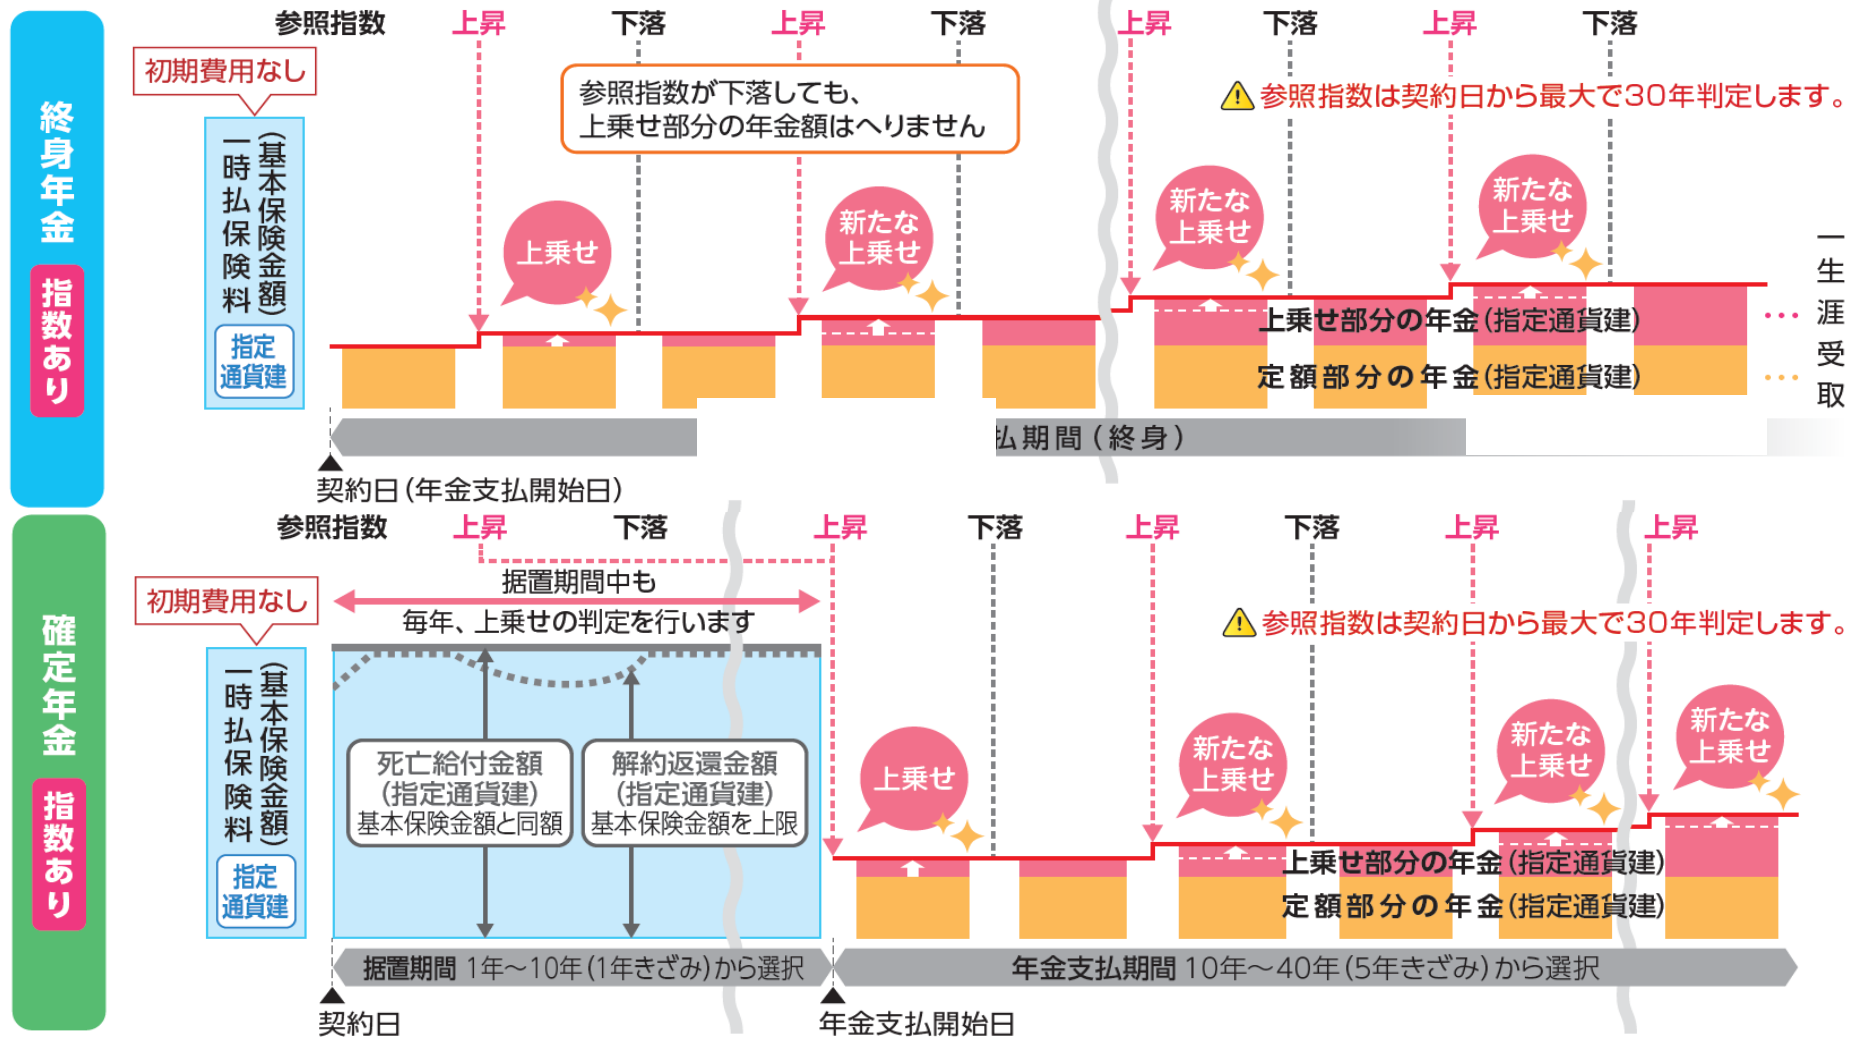 終身年金
指数あり
参照指数
上昇
下落
上昇
下落
上昇
下落
上昇
下落
初期費用なし
一時払保険料
(基本保険金額)
指定
通貨建
参照指数が下落しても、
上乗せ部分の年金額はへりません
参照指数は契約日から最大で30年判定します。
上乗せ
新たな
上乗せ
新たな
上乗せ
新たな
上乗せ
上乗せ部分の年金(指定通貨建)
定額部分の年金(指定通貨建)
…
…
一生涯受取
払期間(終身)
契約日(年金支払開始日)
確定年金
指数あり
参照指数
上昇
下落
上昇
下落
上昇
下落
上昇
上昇
初期費用なし
一時払保険料
(基本保険金額)
指定
通貨建
据置期間中も
毎年、上乗せの判定を行います
参照指数は契約日から最大で30年判定します。
死亡給付金額
(指定通貨建)
基本保険金額と同額
解約返還金額
(指定通貨建)
基本保険金額を上限
上乗せ
新たな
上乗せ
新たな
上乗せ
新たな
上乗せ
上乗せ部分の年金(指定通貨建)
定額部分の年金(指定通貨建)
据置期間 1年～10年(1年きざみ)から選択
年金支払期間 10年～40年(5年きざみ)から選択
契約日
年金支払開始日